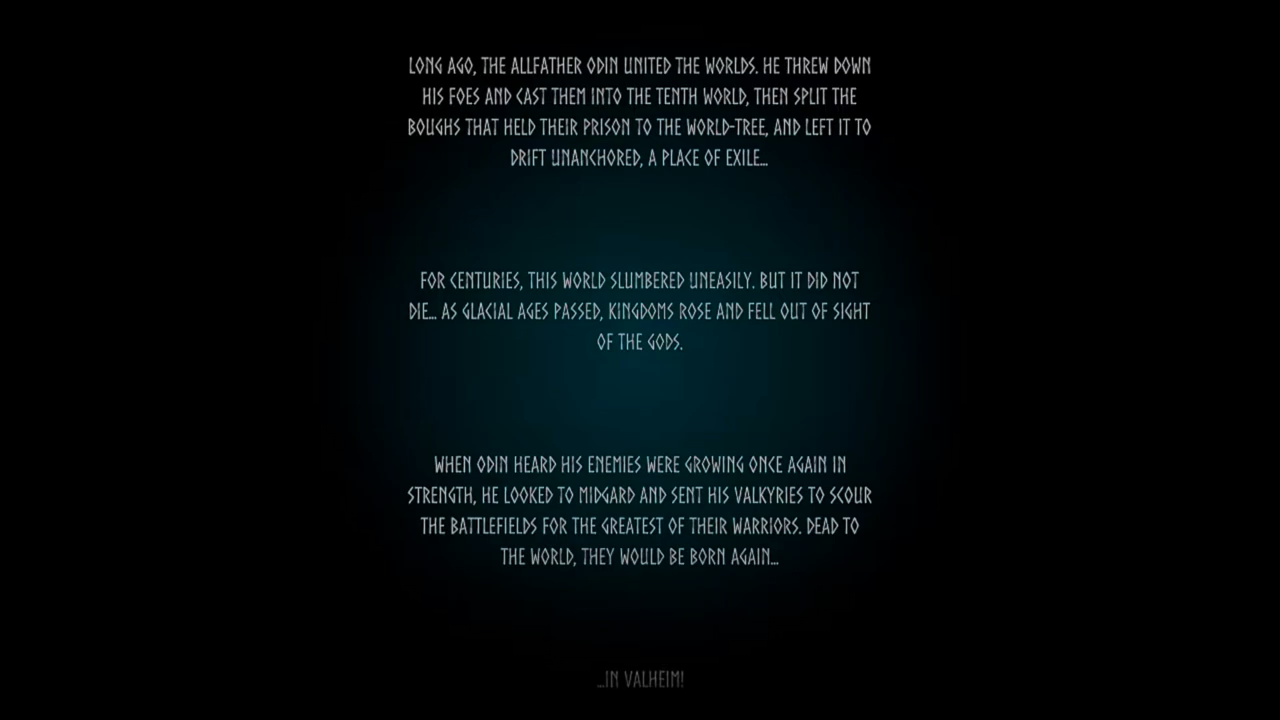 LONG AGO, THE ALLFATHER ODIN UNITED THE WORLDS. HE THREW DOWN
HIS FOES AND CAST THEM INTO THE TENTH WORLD, THEN SPLIT THE
BOUGHS THAT HELD THEIR PRISON TO THE WORLD-TREE, AND LEFT IT TO
DRIFT UNANCHORED, A PLACE OF EXILE...
FOR CENTURIES, THIS WORLD SLUMBERED UNEASILY. BUT IT DID NOT
DIE... AS GLACIAL AGES PASSED, KINGDOMS ROSE AND FELL OUT OF SIGHT
OF THE GODS.
WHEN ODIN HEARD HIS ENEMIES WERE GROWING ONCE AGAIN IN
STRENGTH, HE LOOKED TO MIDGARD AND SENT HIS VALKYRIES TO SCOUR
THE BATTLEFIELDS FOR THE GREATEST OF THEIR WARRIORS. DEAD TO
THE WORLD, THEY WOULD BE BORN AGAIN...
...IN VALHEIM!